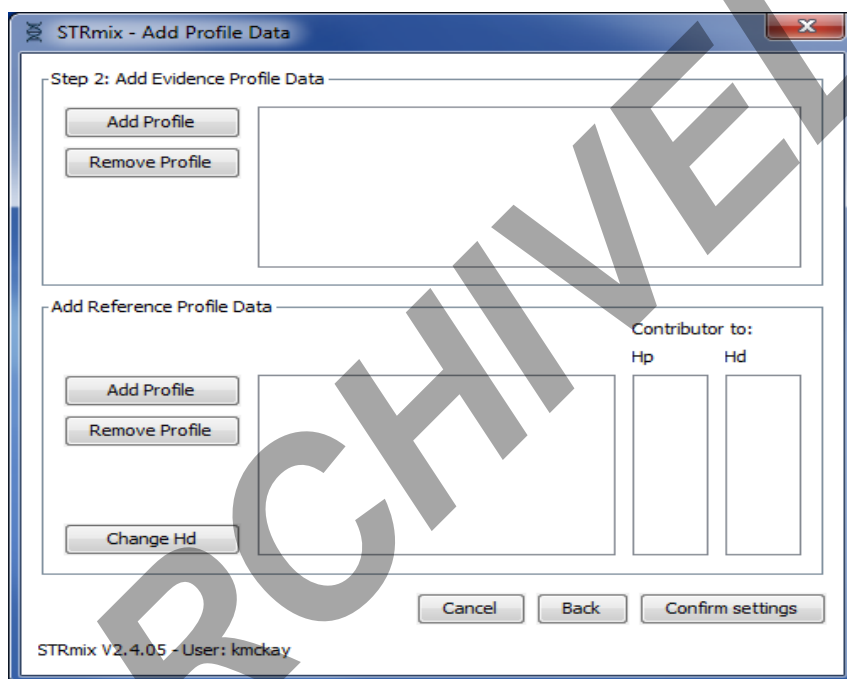 STRmix - Add Profile Data
Step 2: Add Evidence Profile Data
Add Profile
Remove Profile
Add Reference Profile Data
Contributor to:
Hp Hd
Add Profile
Remove Profile
Change Hd
Cancel Back Confirm settings
STRmix V2.4.05 - User: kmckay
RCHIVE